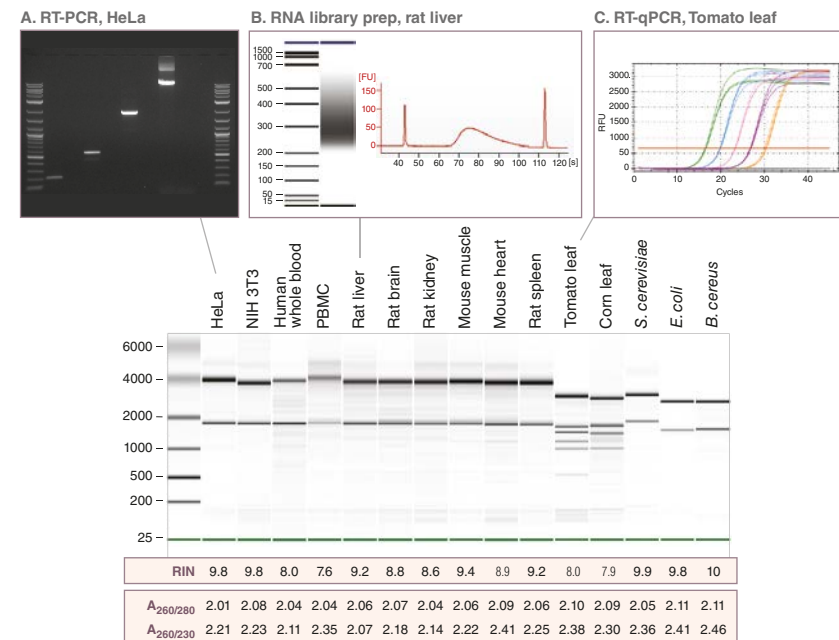 A. RT-PCR, HeLa
B. RNA library prep, rat liver
C. RT-qPCR, Tomato leaf
1500
1000
700
500
400
300
200
150
100
50
15
[FU]
150
100
50
0
40 50 60 70 80 90 100 113 120 [s]
RFU
3000
2500
2000
1500
1000
50
0
0 10 20 30 40
Cycles
HeLa
NIH 3T3
Human
whole blood
PBMC
Rat liver
Rat brain
Rat kidney
Mouse muscle
Mouse heart
Rat spleen
Tomato leaf
Corn leaf
S. cerevisiae
E. coli
B. cereus
6000
4000
2000
1000
500
200
25
RIN 9.8 9.8 8.0 7.6 9.2 8.8 8.6 9.4 8.9 9.2 8.0 7.9 9.9 9.8 10
A260/280 2.01 2.08 2.04 2.04 2.06 2.07 2.04 2.06 2.09 2.06 2.10 2.09 2.05 2.11 2.11
A260/230 2.21 2.23 2.11 2.35 2.07 2.18 2.14 2.22 2.41 2.25 2.38 2.30 2.36 2.41 2.46